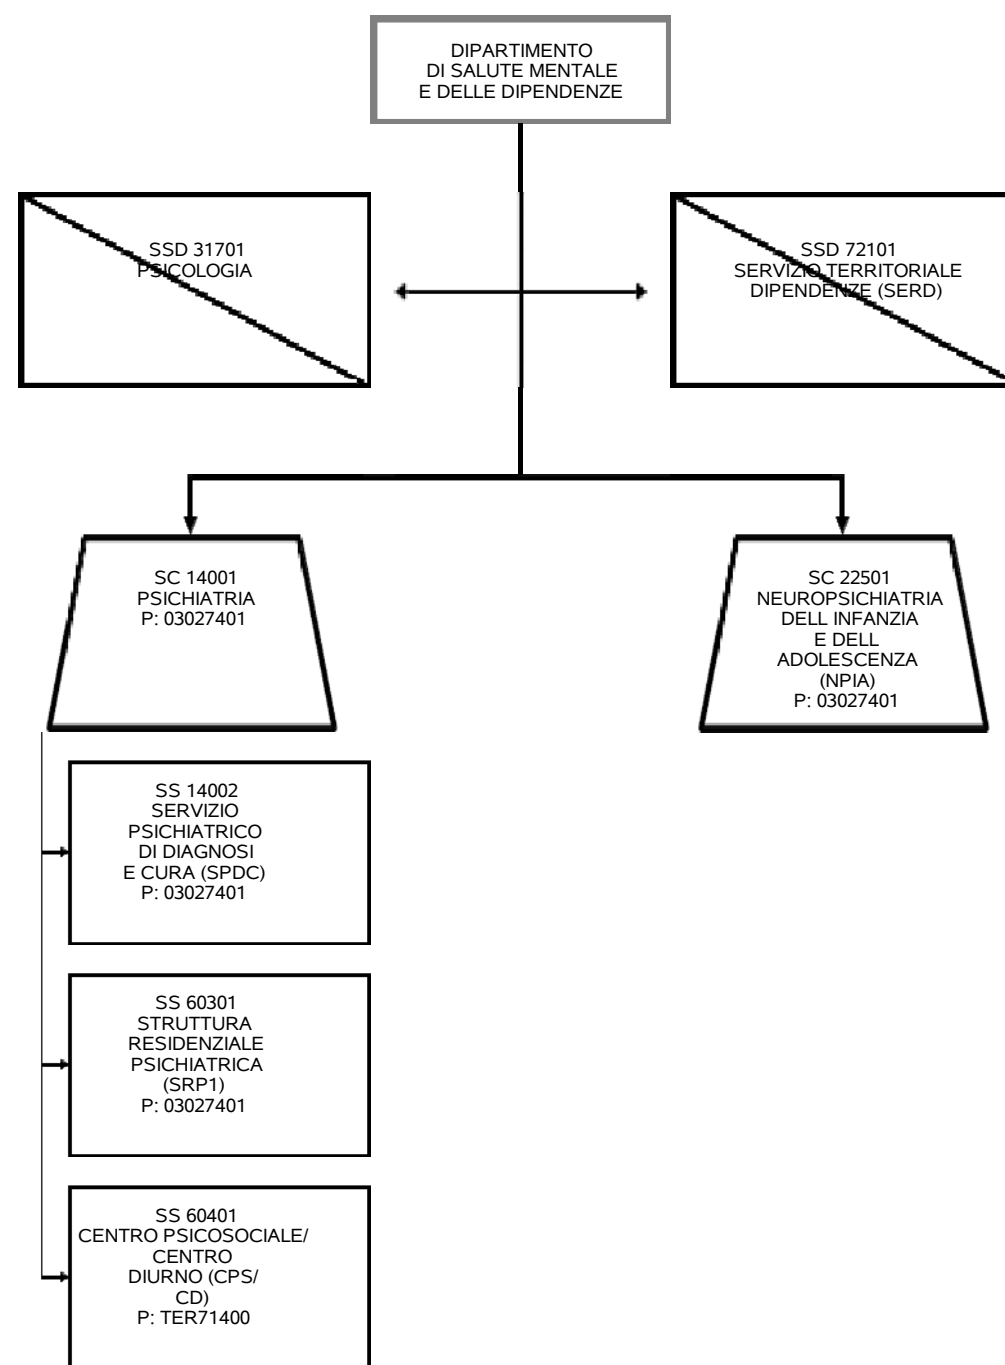 DIPARTIMENTO
DI SALUTE MENTALE
E DELLE DIPENDENZE
SSD 31701
PSICOLOGIA
SSD 72101
SERVIZIO TERRITORIALE
DIPENDENZE (SERD)
SC 14001
PSICHIATRIA
P: 03027401
SC 22501
NEUROPSICHIATRIA
DELL INFANZIA
E DELL
ADOLESCENZA
(NPIA)
P: 03027401
SS 14002
SERVIZIO
PSICHIATRICO
DI DIAGNOSI
E CURA (SPDC)
P: 03027401
SS 60301
STRUTTURA
RESIDENZIALE
PSICHIATRICA
(SRP1)
P: 03027401
SS 60401
CENTRO PSICOSOCIALE/
CENTRO
DIURNO (CPS/
CD)
P: TER71400